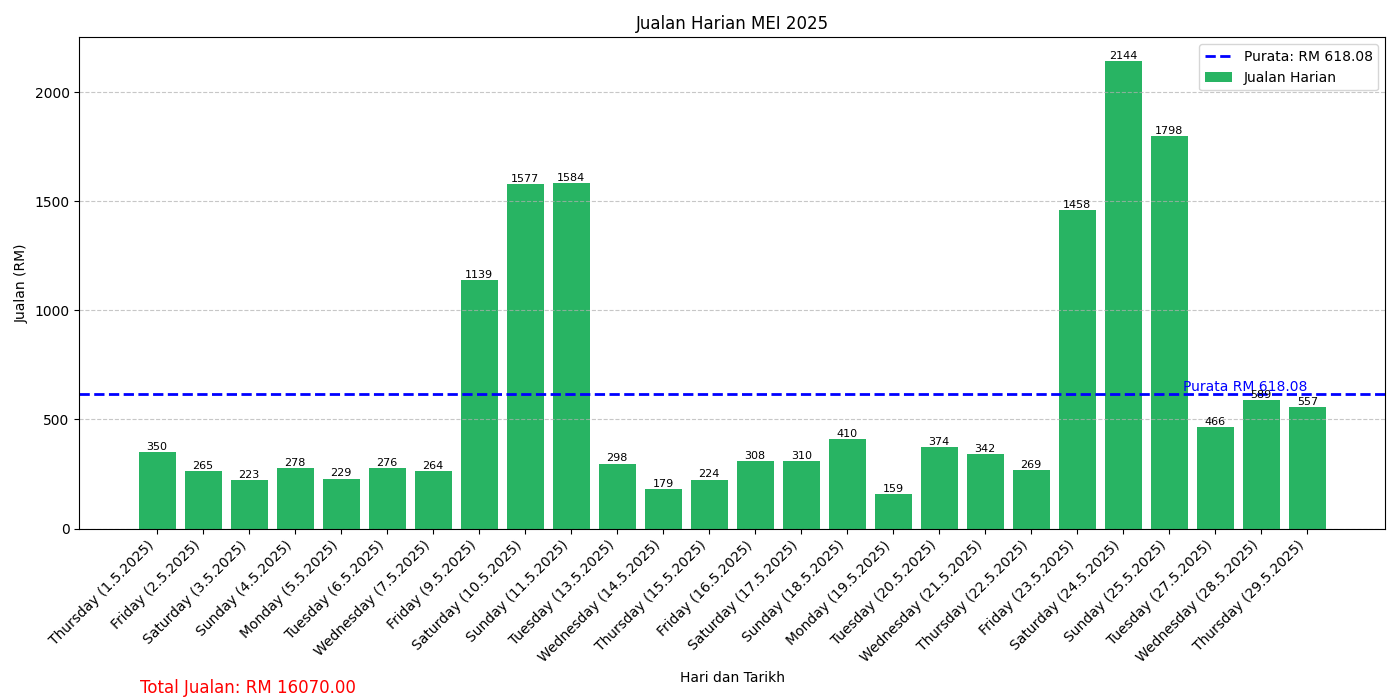 Jualan Harian MEI 2025
Purata: RM 618.08
Jualan Harian
Jualan (RM)
2000
1500
1000
500
0
350
265
223
278
229
276
264
1139
1577
1584
298
179
224
308
310
410
159
374
342
269
1458
2144
1798
466
589
557
Purata RM 618.08
Thursday (1.5.2025)
Friday (2.5.2025)
Saturday (3.5.2025)
Sunday (4.5.2025)
Monday (5.5.2025)
Tuesday (6.5.2025)
Wednesday (7.5.2025)
Friday (9.5.2025)
Saturday (10.5.2025)
Sunday (11.5.2025)
Tuesday (13.5.2025)
Wednesday (14.5.2025)
Thursday (15.5.2025)
Friday (16.5.2025)
Saturday (17.5.2025)
Sunday (18.5.2025)
Monday (19.5.2025)
Tuesday (20.5.2025)
Wednesday (21.5.2025)
Thursday (22.5.2025)
Friday (23.5.2025)
Saturday (24.5.2025)
Sunday (25.5.2025)
Tuesday (27.5.2025)
Wednesday (28.5.2025)
Thursday (29.5.2025)
Hari dan Tarikh
Total Jualan: RM 16070.00